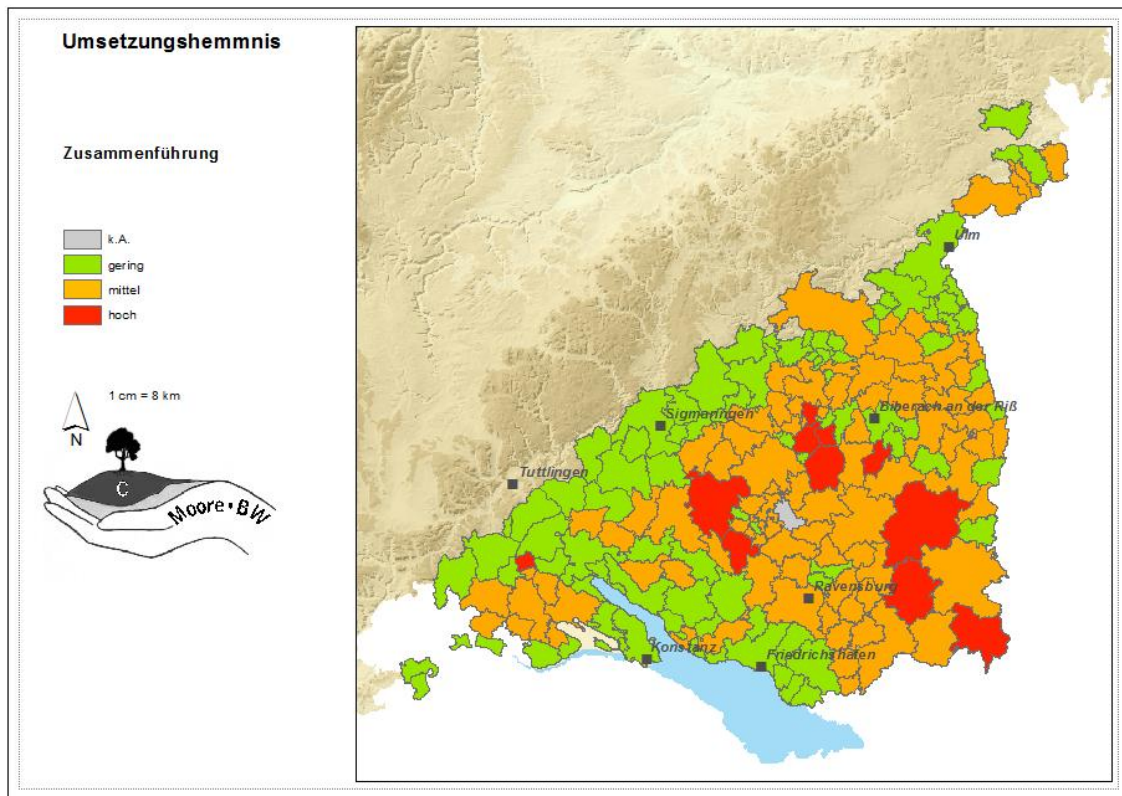 Umsetzungshemmnis
Zusammenführung
k.A.
gering
mittel
hoch
1 cm = 8 km
N
C
Moore·BW
Ulm
Biberach an der Riß
Sigmaringen
Tuttlingen
Ravensburg
Konstanz
Friedrichshafen